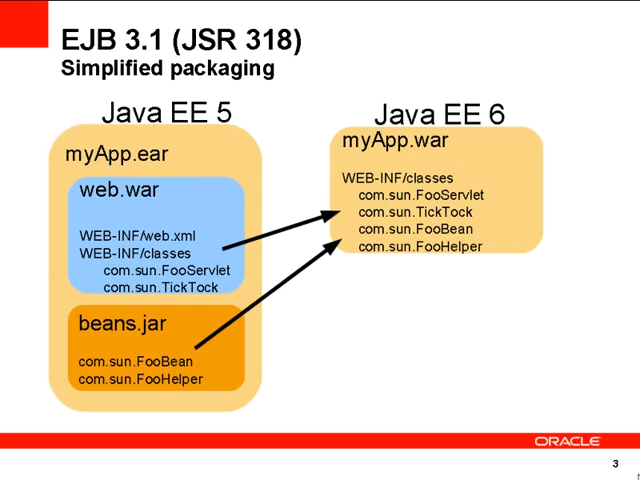 EJB 3.1 (JSR 318)
Simplified packaging
Java EE 5
myApp.ear
web.war
WEB-INF/web.xml
WEB-INF/classes
com.sun.FooServlet
com.sun.TickTock
beans.jar
com.sun.FooBean
com.sun.FooHelper
Java EE 6
myApp.war
WEB-INF/classes
com.sun.FooServlet
com.sun.TickTock
com.sun.FooBean
com.sun.FooHelper
ORACLE
3